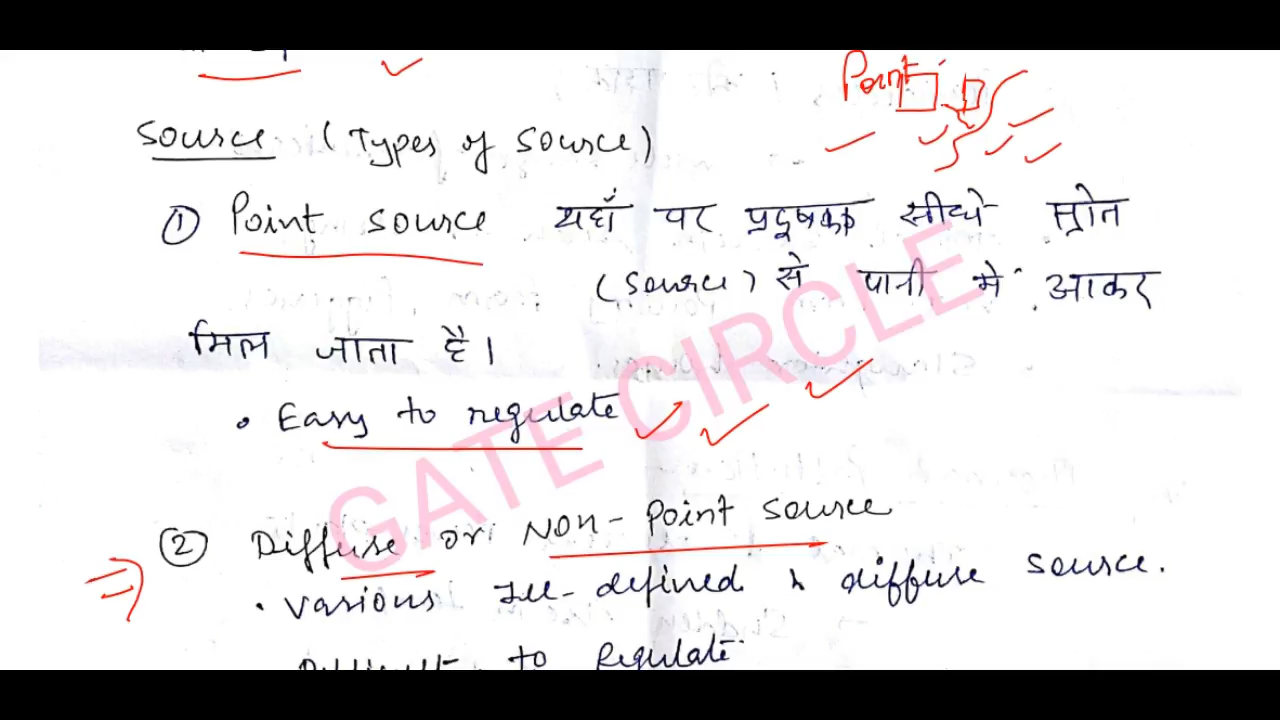 Point
Source (Types of Source)
① Point source यहाँ पर प्रदूषक सीधे स्रोत
(source) से पानी मे आकर
मिल जाता है।
• Easy to regulate
GATE CIRCLE
② Diffuse or Non-Point Source
• Various Ill-defined & diffuse source.
Difficult to Regulate